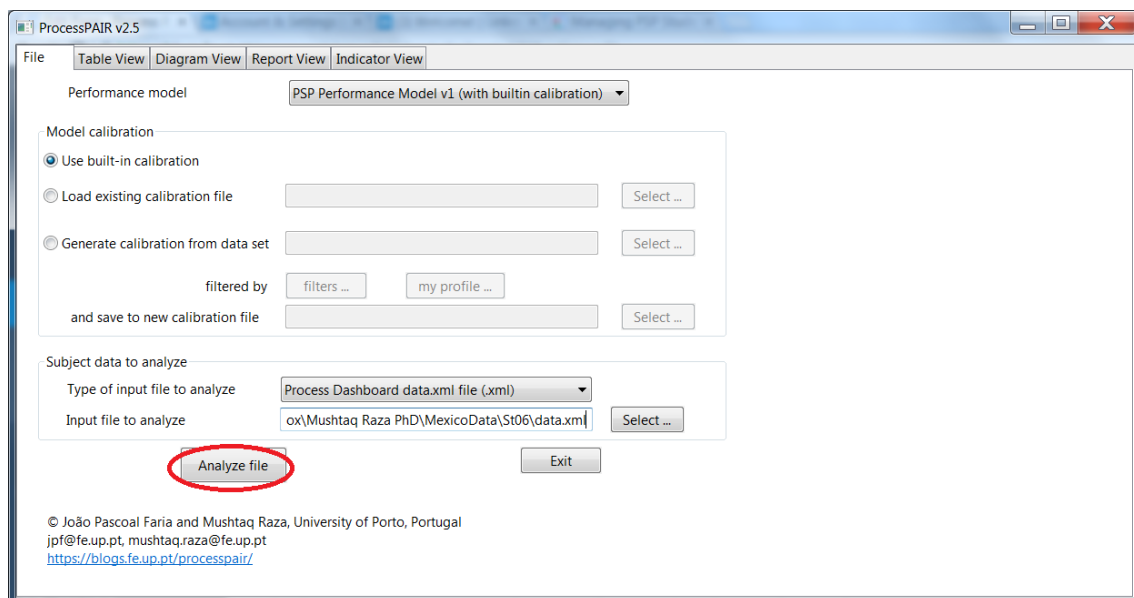 ProcessPAIR v2.5
File Table View Diagram View Report View Indicator View
Performance model PSP Performance Model v1 (with builtin calibration)
Model calibration
Use built-in calibration
Load existing calibration file Select ...
Generate calibration from data set Select ...
filtered by filters ... my profile ...
and save to new calibration file Select ...
Subject data to analyze
Type of input file to analyze Process Dashboard data.xml file (.xml)
Input file to analyze ox\Mushtaq Raza PhD\MexicoData\St06\data.xml Select ...
Analyze file Exit
© João Pascoal Faria and Mushtaq Raza, University of Porto, Portugal
jpf@fe.up.pt, mushtaq.raza@fe.up.pt
https://blogs.fe.up.pt/processpair/